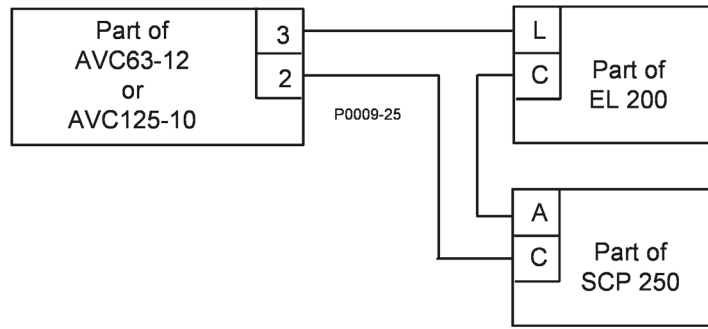 Part of
AVC63-12
or
AVC125-10
3
2
P0009-25
L
C
Part of
EL 200
A
C
Part of
SCP 250